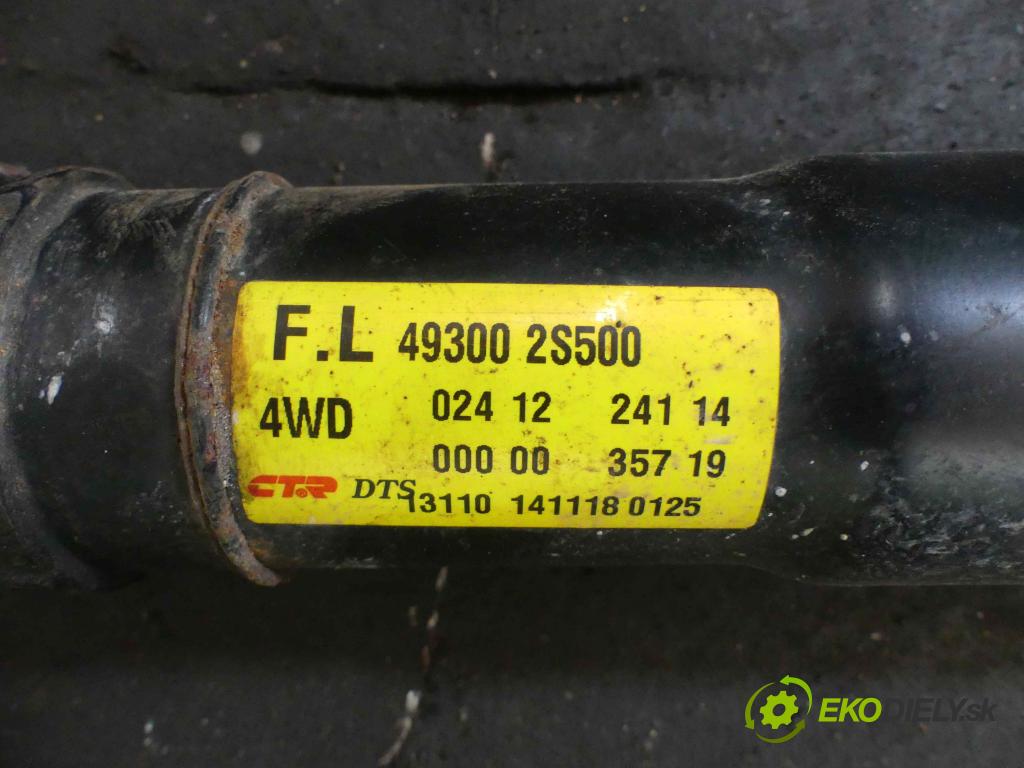 F.L 49300 2S500
4WD 024 12 241 14
000 00 357 19
CTR DTS 13110 141118 0125
EKODIELY.sk